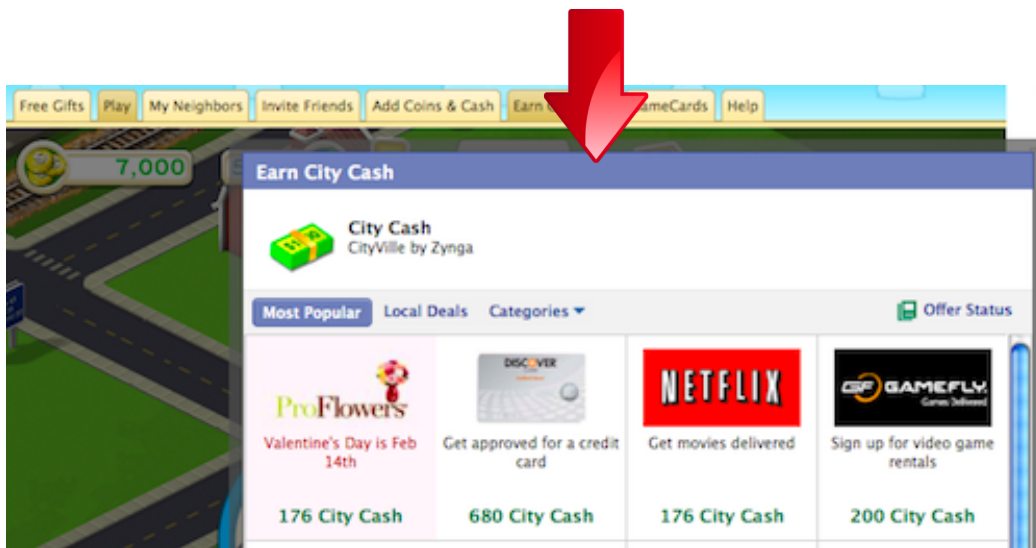 Free Gifts Play My Neighbors Invite Friends Add Coins & Cash Earn GameCards Help
7,000
Earn City Cash
City Cash
CityVille by Zynga
Most Popular Local Deals Categories Offer Status
ProFlowers
DISCOVER
NETFLIX
GF GAMEFLY
Games Delivered
Valentine's Day is Feb
14th
Get approved for a credit
card
Get movies delivered
Sign up for video game
rentals
176 City Cash 680 City Cash 176 City Cash 200 City Cash